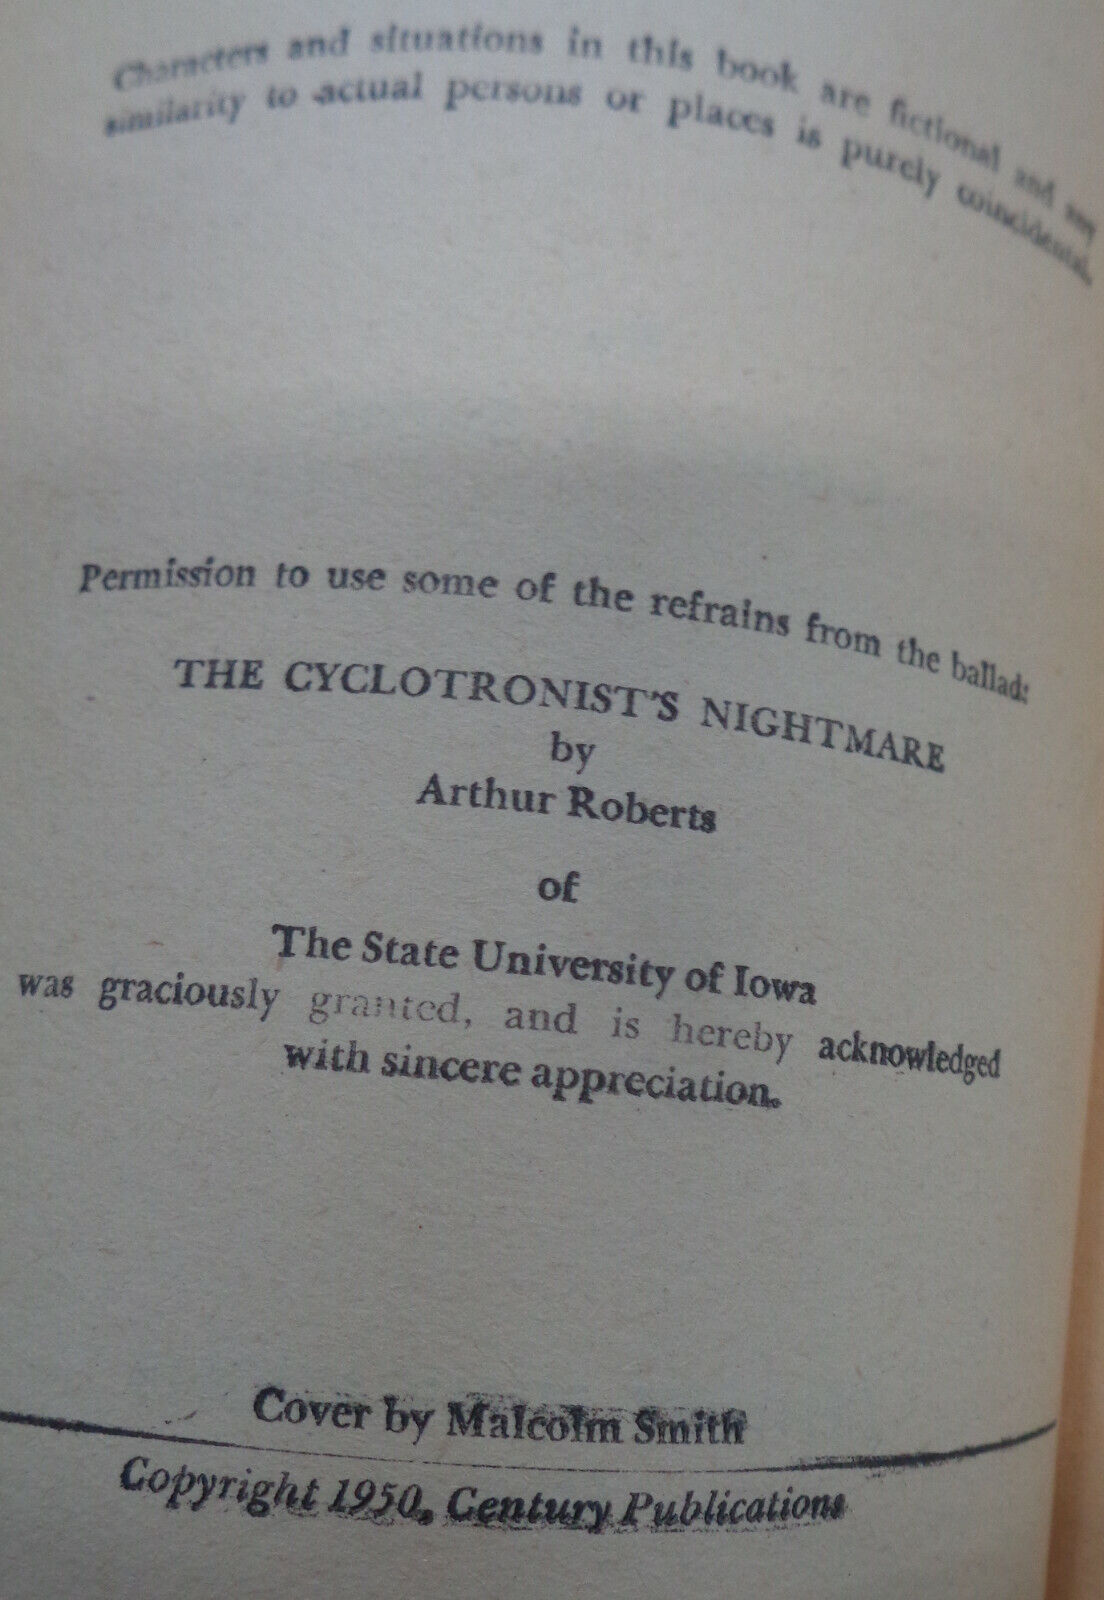 Characters and situations in this book are fictional and any
similarity to actual persons or places is purely coincidental.
Permission to use some of the refrains from the ballad:
THE CYCLOTRONIST'S NIGHTMARE
by
Arthur Roberts
of
The State University of Iowa
was graciously granted, and is hereby acknowledged
with sincere appreciation.
Cover by Malcolm Smith
Copyright 1950, Century Publications